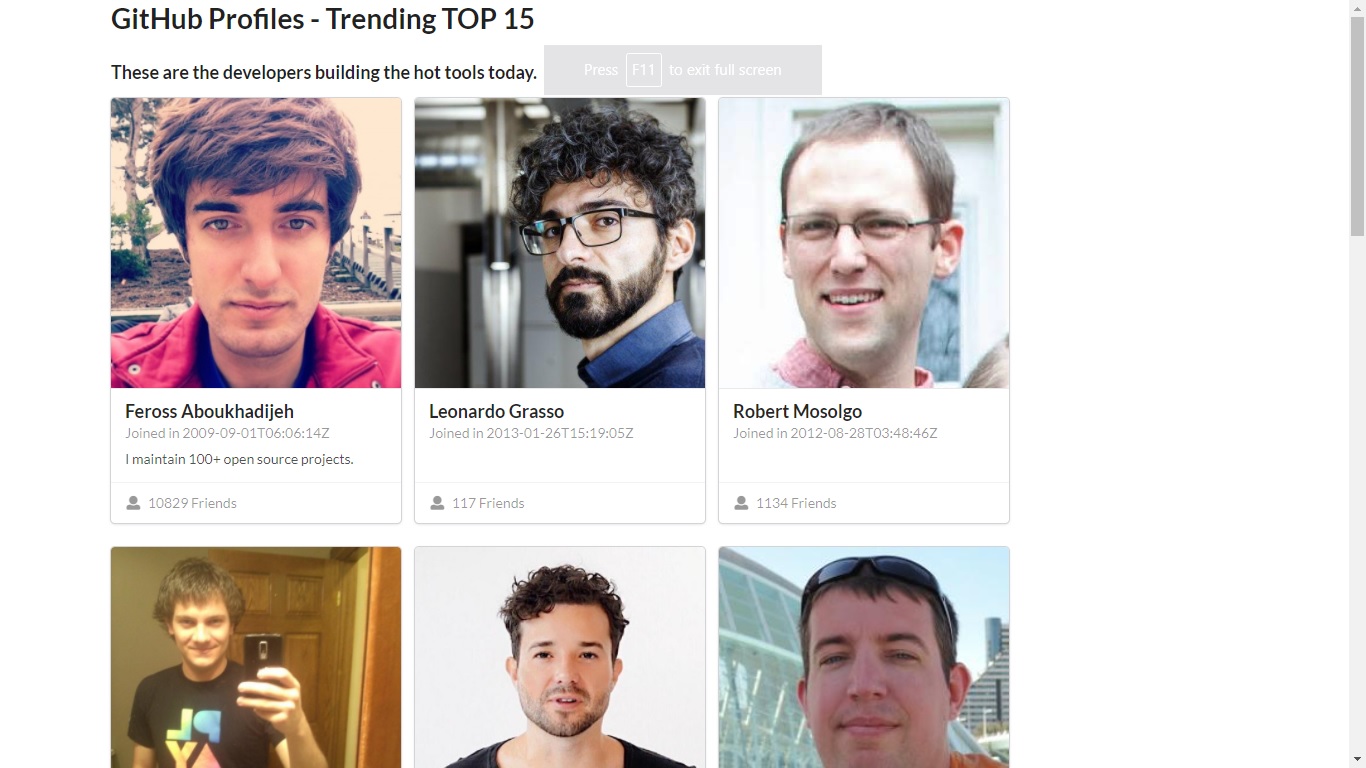 GitHub Profiles - Trending TOP 15
These are the developers building the hot tools today.
Press F11 to exit full screen
Feross Aboukhadijeh
Joined in 2009-09-01T06:06:14Z
I maintain 100+ open source projects.
10829 Friends
Leonardo Grasso
Joined in 2013-01-26T15:19:05Z
117 Friends
Robert Mosolgo
Joined in 2012-08-28T03:48:46Z
1134 Friends